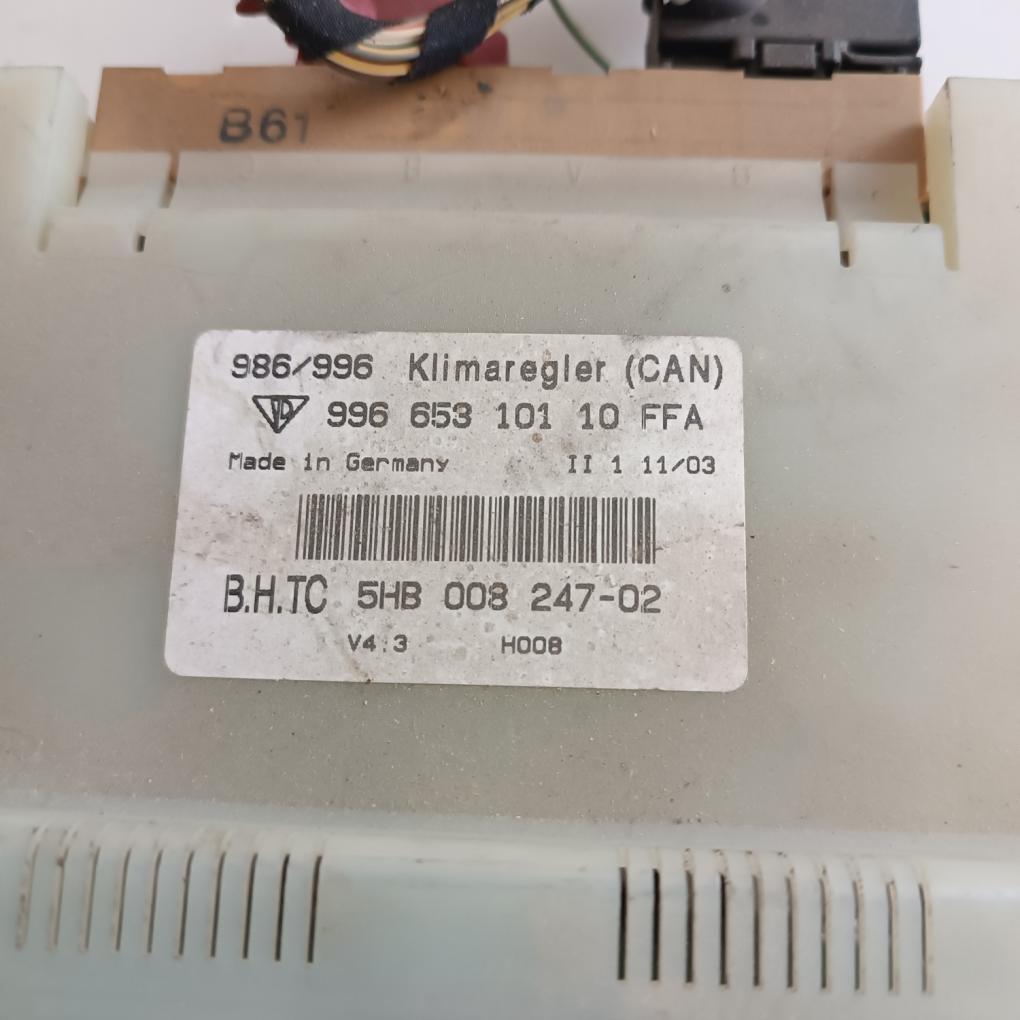 B61
986/996 Klimaregler (CAN)
996 653 101 10 FFA
Made in Germany II 1 11/03
B.H.TC 5HB 008 247-02
V4.3 H008